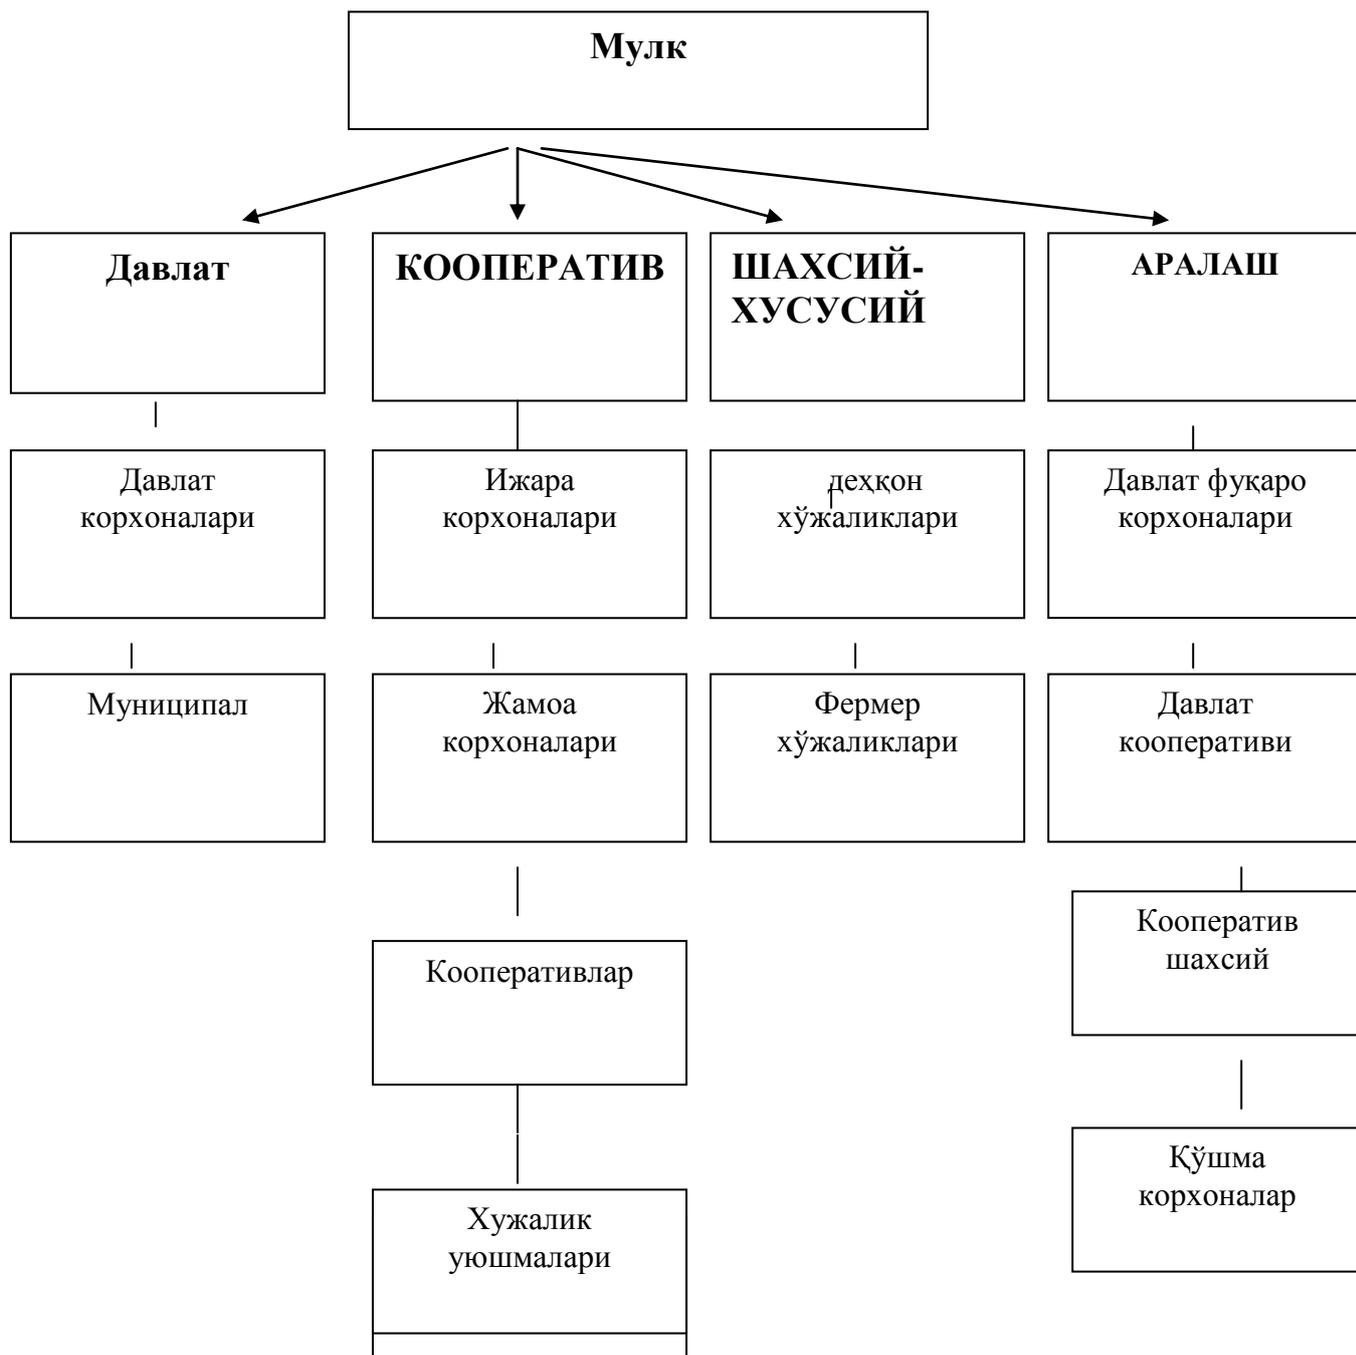 Мулк
Давлат
КООПЕРАТИВ
ШАХСИЙ-
ХУСУСИЙ
АРАЛАШ
Давлат
корхоналари
Ижара
корхоналари
деҳқон
хўжаликлари
Давлат фуқаро
корхоналари
Муниципал
Жамоа
корхоналари
Фермер
хўжаликлари
Давлат
кооперативи
Кооператив
шахсий
Кооперативлар
Қўшма
корхоналар
Хужалик
уюшмалари